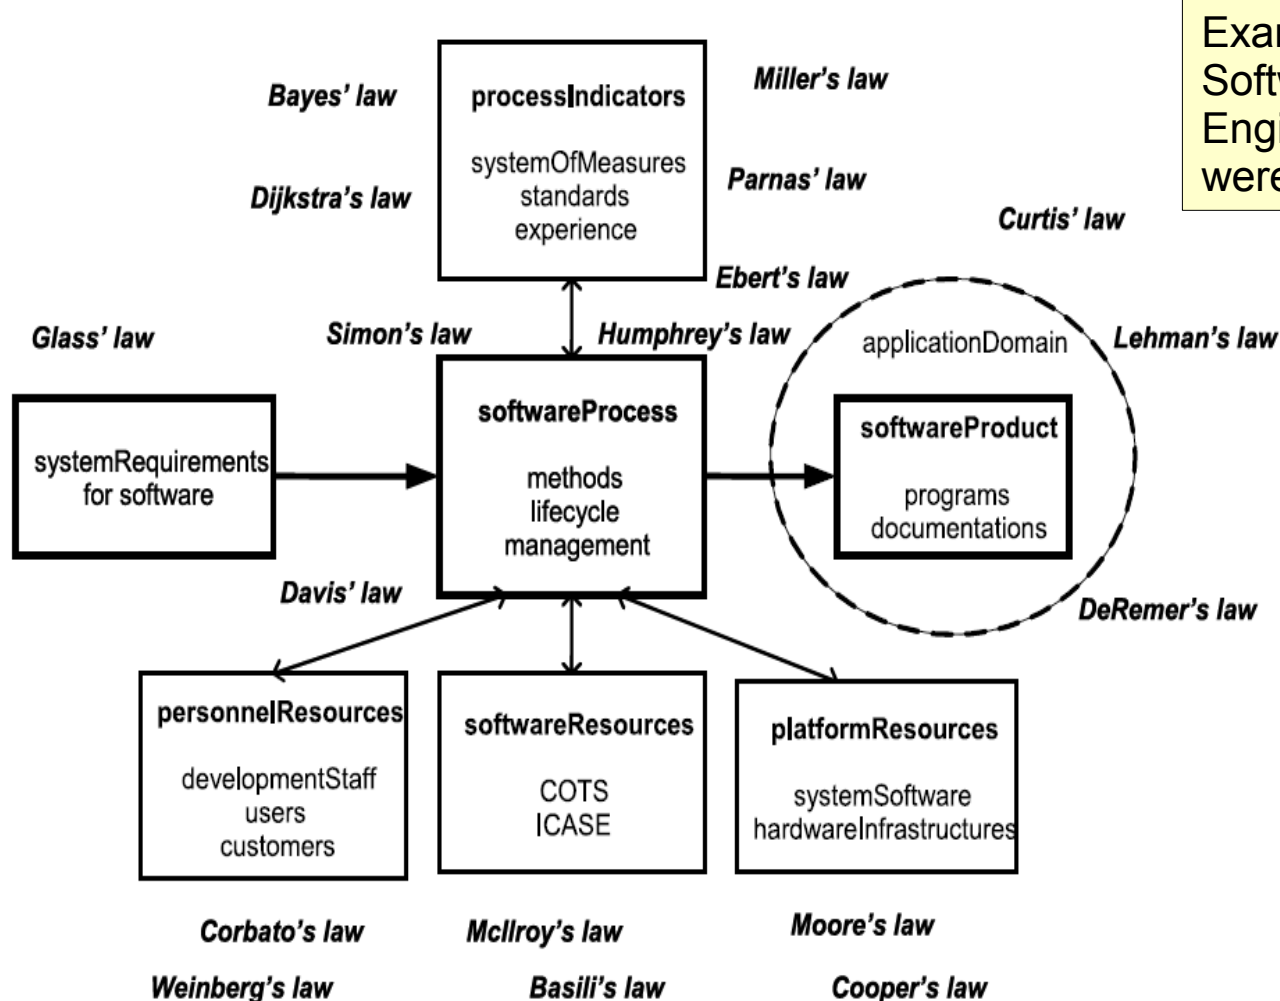 Bayes' law
Dijkstra's law
processIndicators
systemOfMeasures
standards
experience
Miller's law
Parnas' law
Curtis' law
Ebert's law
Glass' law
Simon's law
Humphrey's law
Lehman's law
applicationDomain
systemRequirements
for software
softwareProcess
methods
lifecycle
management
softwareProduct
programs
documentations
Davis' law
DeRemer's law
personnelResources
developmentStaff
users
customers
softwareResources
COTS
ICASE
platformResources
systemSoftware
hardwareInfrastructures
Corbato's law
McIlroy's law
Moore's law
Weinberg's law
Basili's law
Cooper's law
were